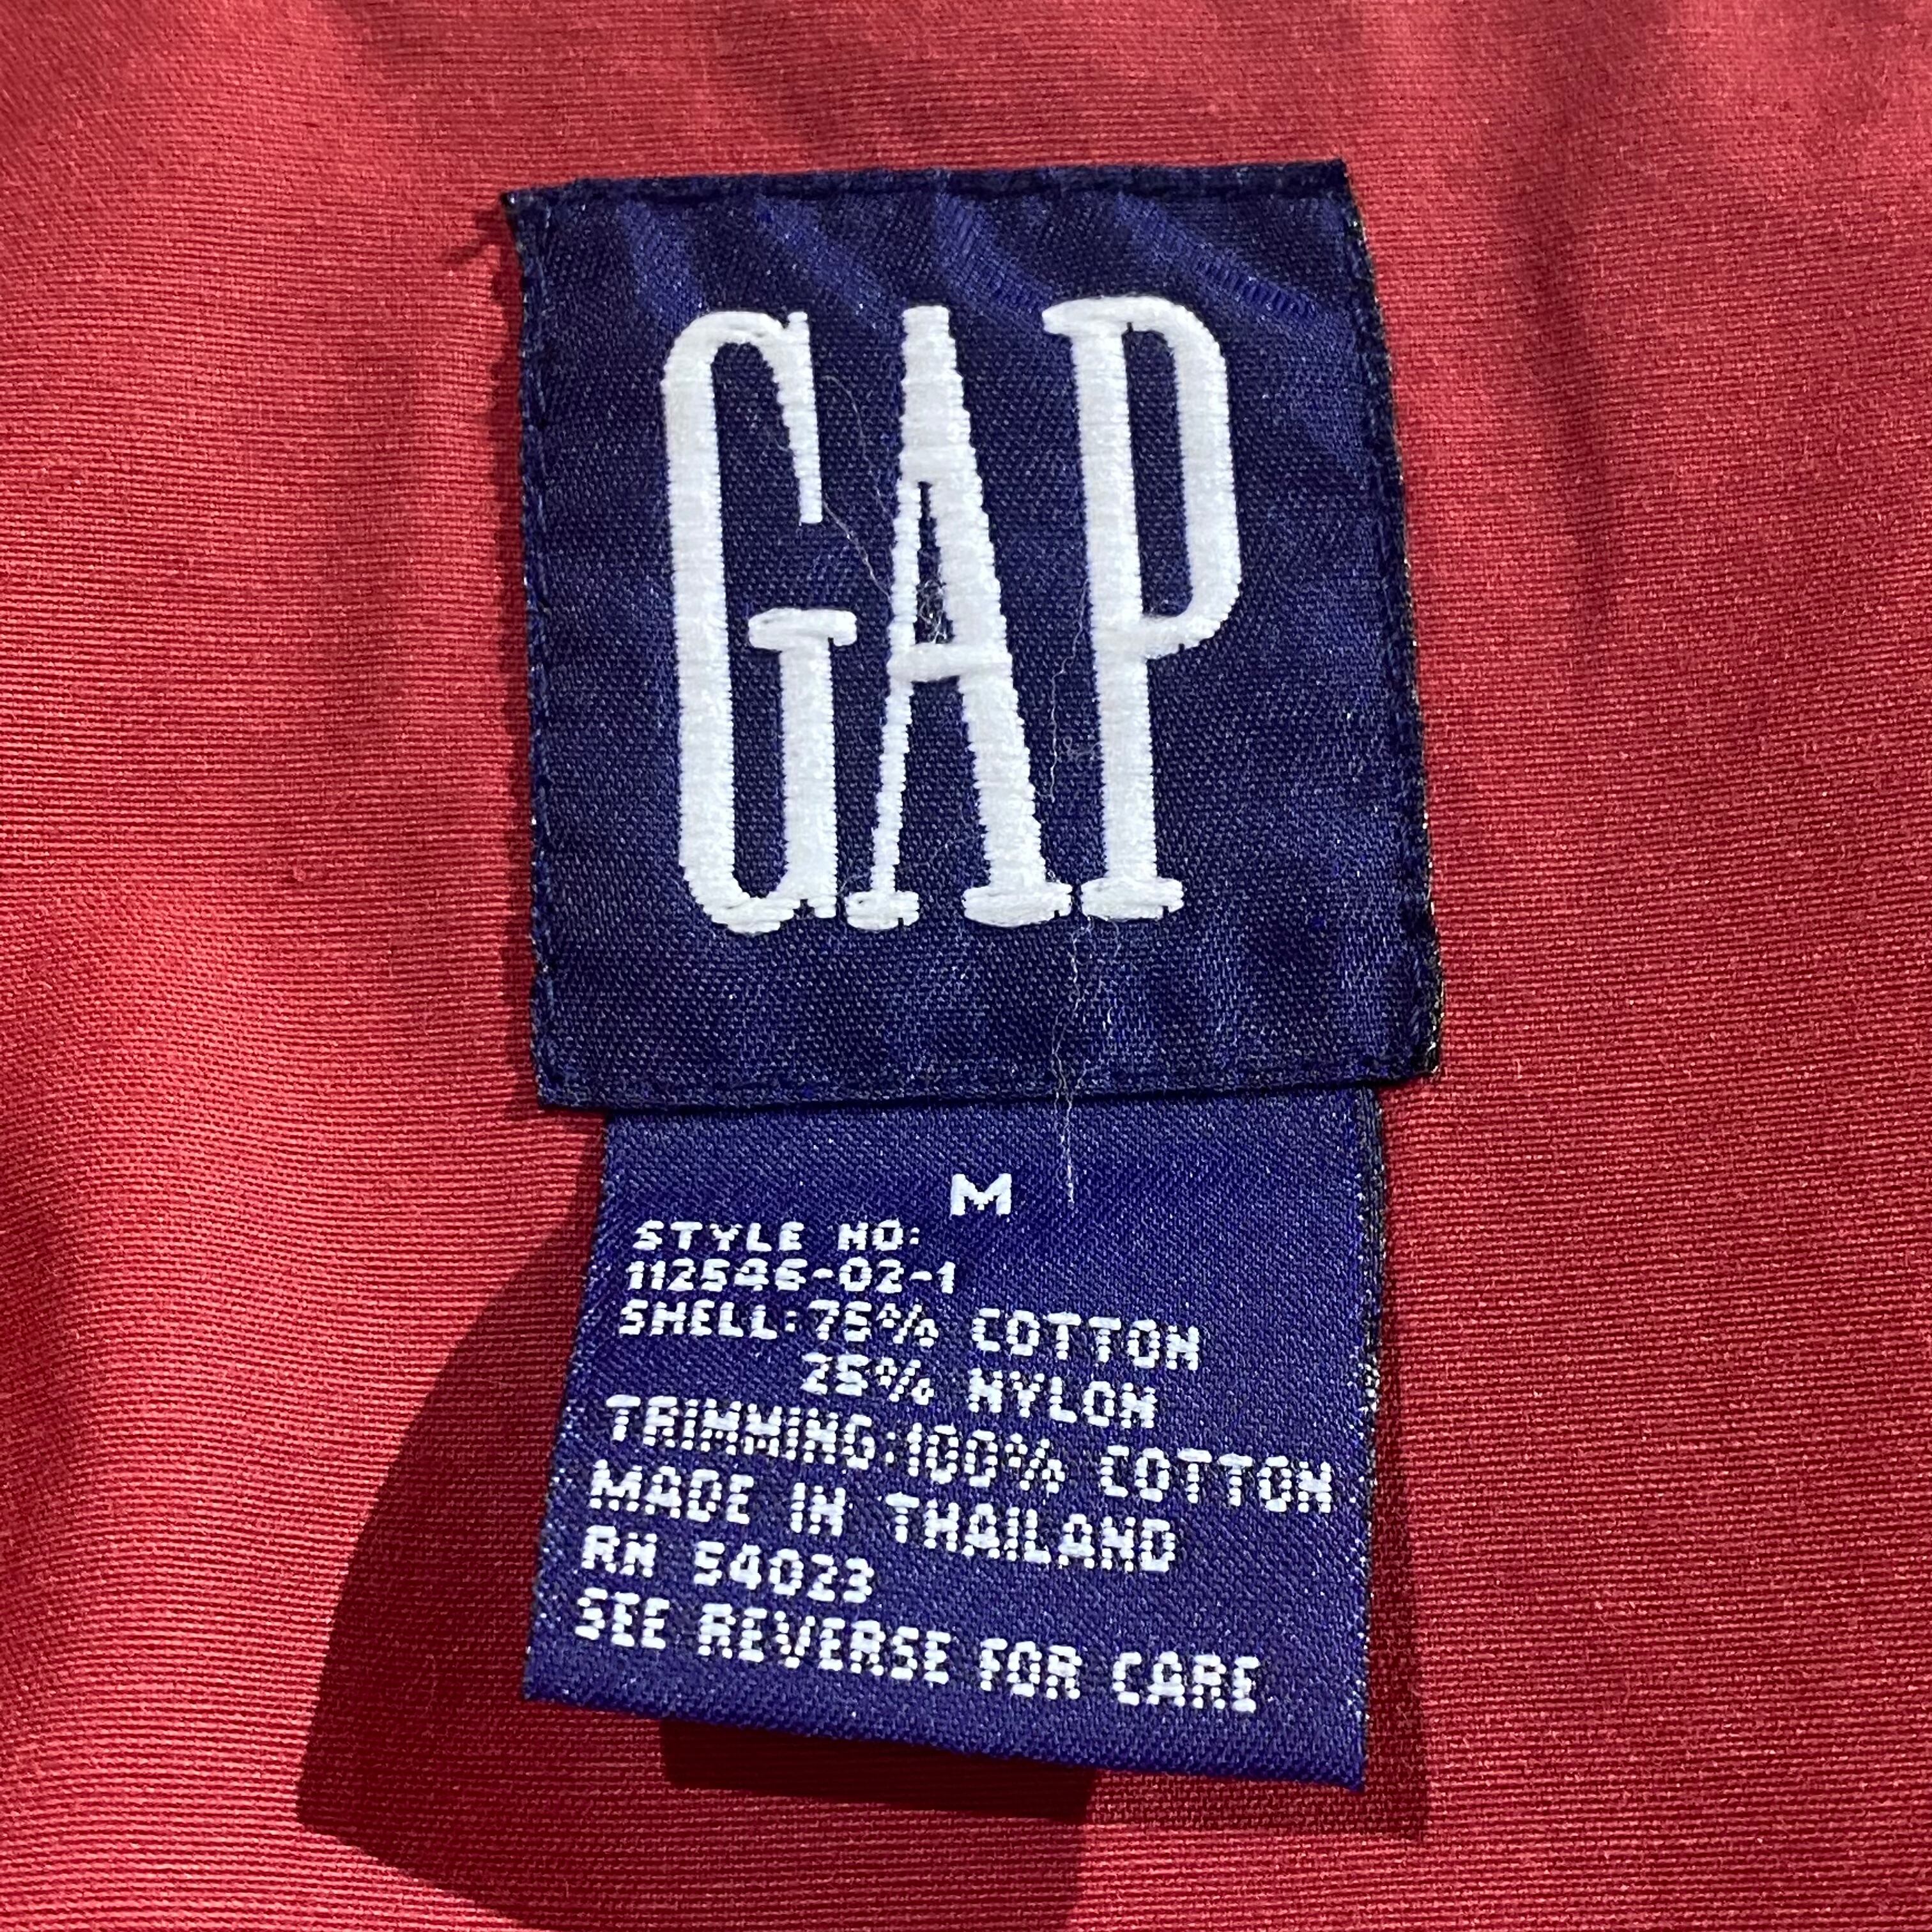 GAP
M
STYLE NO:
112546-02-1
SHELL: 75% COTTON
25% NYLON
TRIMMING:100% COTTON
MADE IN THAILAND
RN 54023
SEE REVERSE FOR CARE